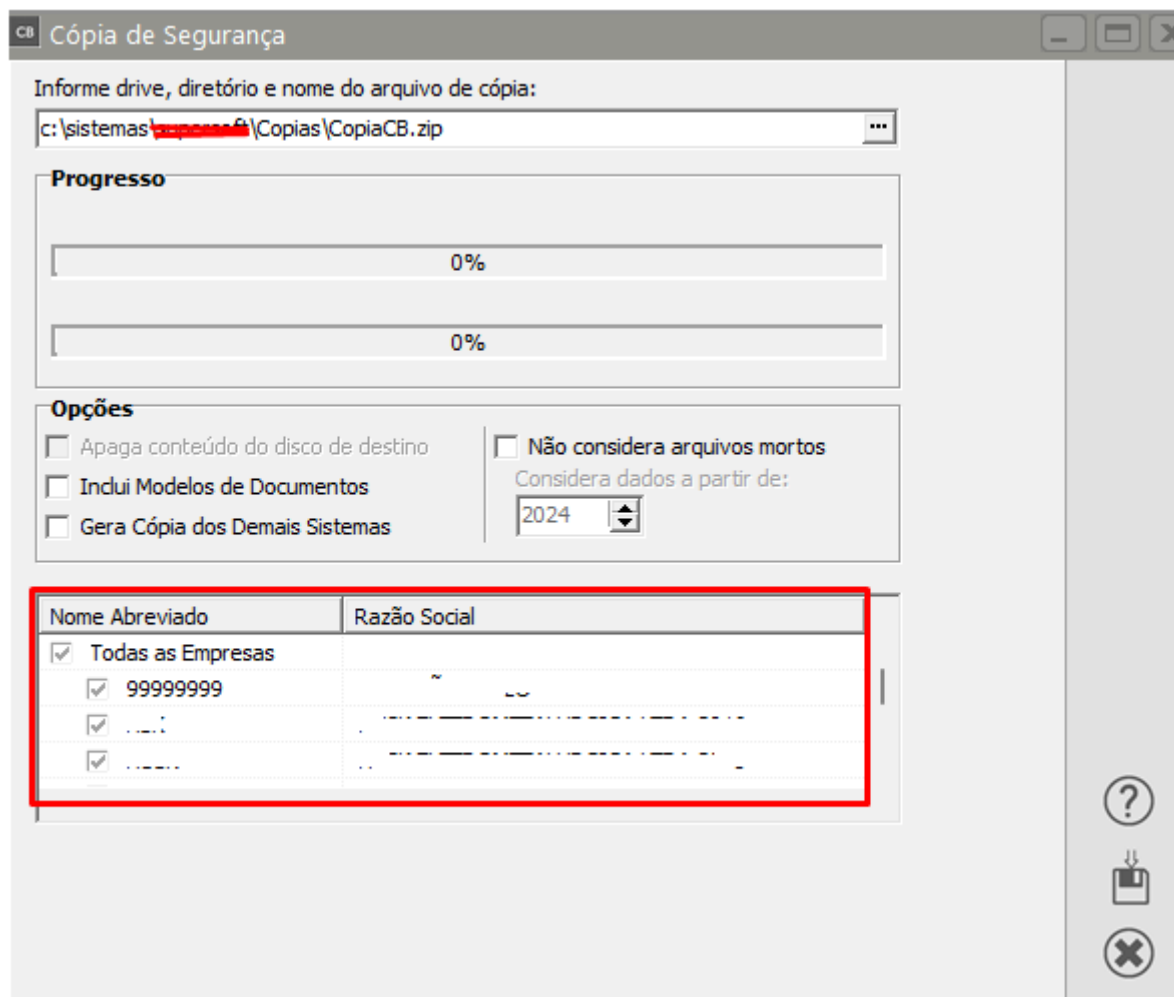 CB Cópia de Segurança
Informe drive, diretório e nome do arquivo de cópia:
c:\sistemas\ \Copias\CopiaCB.zip ...
Progresso
0%
0%
Opções
Apaga conteúdo do disco de destino
Inclui Modelos de Documentos
Gera Cópia dos Demais Sistemas
Não considera arquivos mortos
Considera dados a partir de:
2024
Nome Abreviado Razão Social
Todas as Empresas
99999999
?